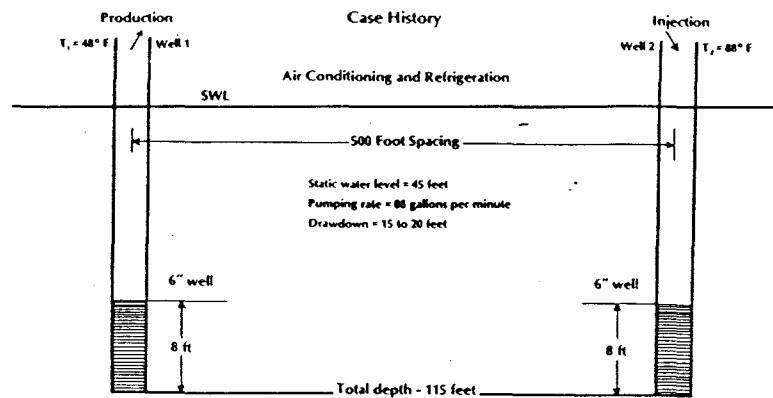 Production
Case History
Injection
T₁ = 48° F
Well 1
Well 2
T₂ = 88° F
Air Conditioning and Refrigeration
SWL
500 Foot Spacing
Static water level = 45 feet
Pumping rate = 88 gallons per minute
Drawdown = 15 to 20 feet
6" well
6" well
8 ft
8 ft
Total depth - 115 feet